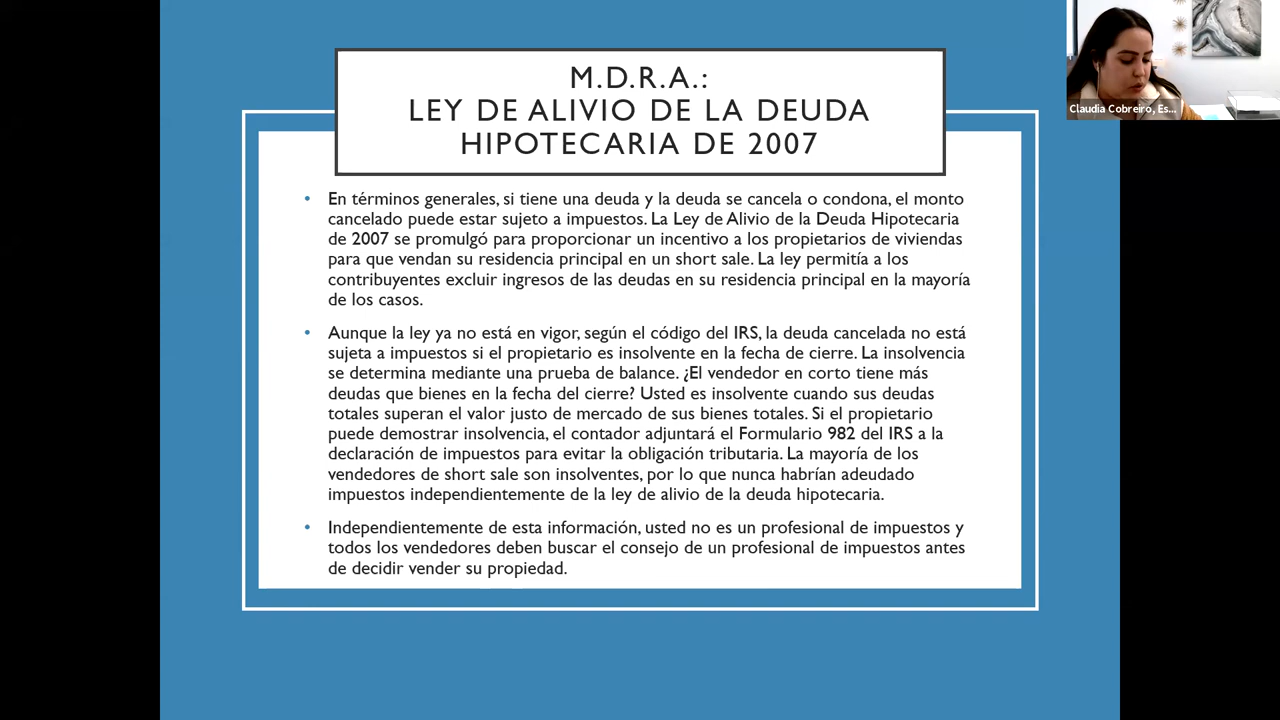 M.D.R.A.:
LEY DE ALIVIO DE LA DEUDA
HIPOTECARIA DE 2007
Claudia Cobreiro, Es...
• En términos generales, si tiene una deuda y la deuda se cancela o condona, el monto
cancelado puede estar sujeto a impuestos. La Ley de Alivio de la Deuda Hipotecaria
de 2007 se promulgó para proporcionar un incentivo a los propietarios de viviendas
para que vendan su residencia principal en un short sale. La ley permitía a los
contribuyentes excluir ingresos de las deudas en su residencia principal en la mayoría
de los casos.
• Aunque la ley ya no está en vigor, según el código del IRS, la deuda cancelada no está
sujeta a impuestos si el propietario es insolvente en la fecha de cierre. La insolvencia
se determina mediante una prueba de balance. ¿El vendedor en corto tiene más
deudas que bienes en la fecha del cierre? Usted es insolvente cuando sus deudas
totales superan el valor justo de mercado de sus bienes totales. Si el propietario
puede demostrar insolvencia, el contador adjuntará el Formulario 982 del IRS a la
declaración de impuestos para evitar la obligación tributaria. La mayoría de los
vendedores de short sale son insolventes, por lo que nunca habrían adeudado
impuestos independientemente de la ley de alivio de la deuda hipotecaria.
• Independientemente de esta información, usted no es un profesional de impuestos y
todos los vendedores deben buscar el consejo de un profesional de impuestos antes
de decidir vender su propiedad.